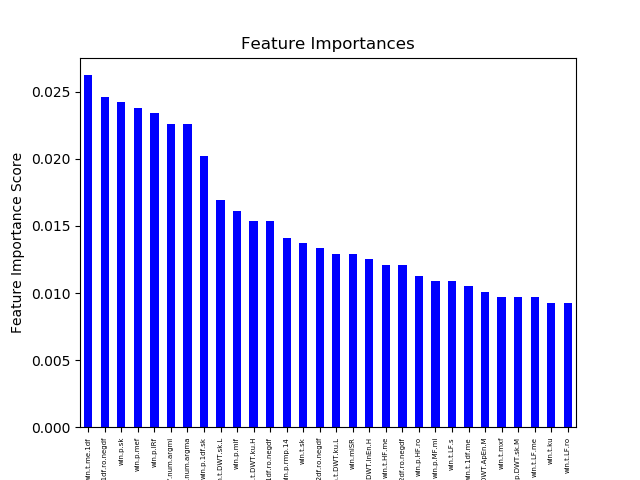 Feature Importances
Feature Importance Score
0.025
0.020
0.015
0.010
0.005
0.000
win.t.me.1df
1df.ro.negdf
win.p.sk
win.p.mef
win.p.IRf
.num.argmi
.num.argma
win.p.1df.sk
.t.DWT.sk.L
win.p.mif
.t.DWT.ku.H
1df.ro.negdf
win.p.rmp.14
win.t.sk
2df.ro.negdf
.t.DWT.ku.L
win.mISR
DWT.lnEn.H
win.t.HF.me
2df.ro.negdf
win.p.HF.ro
win.p.MF.mi
win.t.LF.s
win.t.1df.me
DWT.ApEn.M
win.t.mxf
p.DWT.sk.M
win.t.LF.me
win.t.ku
win.t.LF.ro